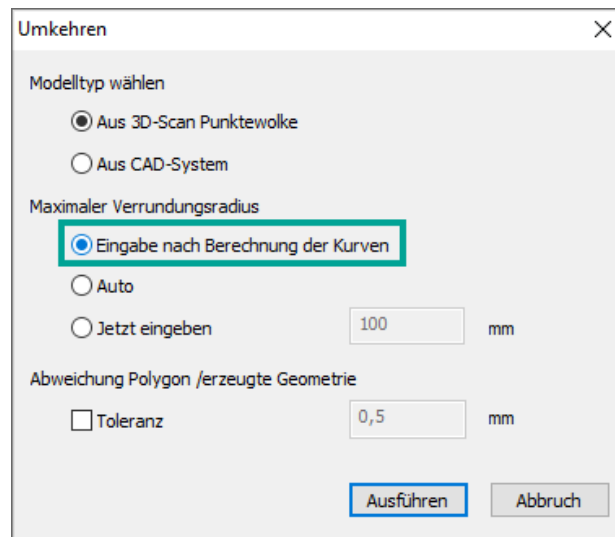 Umkehren
Modelltyp wählen
Aus 3D-Scan Punktewolke
Aus CAD-System
Maximaler Verrundungsradius
Eingabe nach Berechnung der Kurven
Auto
Jetzt eingeben 100 mm
Abweichung Polygon /erzeugte Geometrie
Toleranz 0,5 mm
Ausführen Abbruch